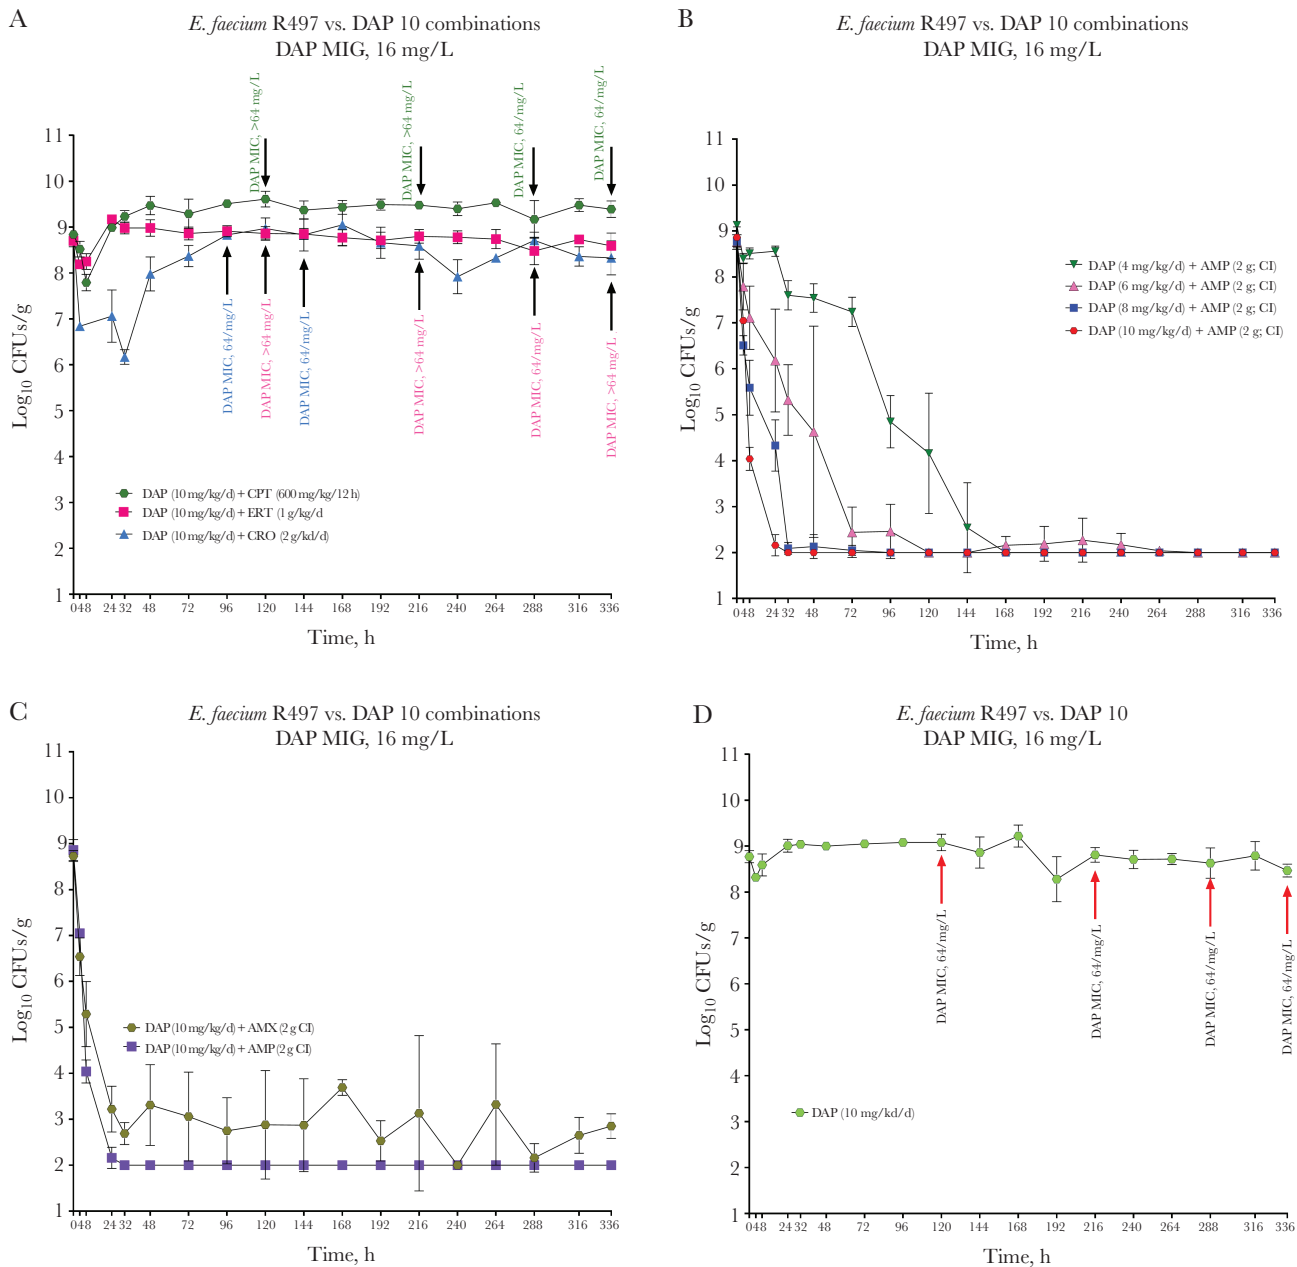 A
E. faecium R497 vs. DAP 10 combinations
DAP MIG, 16 mg/L
DAP MIC, >64 mg/L
DAP MIC, >64 mg/L
DAP MIC, 64/mg/L
DAP MIC, 64/mg/L
11
10
9
8
7
6
5
4
3
2
1
Log10 CFUs/g
DAP MIC, 64/mg/L
DAP MIC, >64 mg/L
DAP MIC, 64/mg/L
DAP MIC, >64 mg/L
DAP MIC, 64/mg/L
DAP MIC, >64 mg/L
DAP (10 mg/kg/d) + CPT (600 mg/kg/12 h)
DAP (10 mg/kg/d) + ERT (1 g/kg/d
DAP (10 mg/kg/d) + CRO (2 g/kd/d)
0 4 8 24 32 48 72 96 120 144 168 192 216 240 264 288 316 336
Time, h
B
E. faecium R497 vs. DAP 10 combinations
DAP MIG, 16 mg/L
11
10
9
8
7
6
5
4
3
2
1
Log10 CFUs/g
DAP (4 mg/kg/d) + AMP (2 g; CI)
DAP (6 mg/kg/d) + AMP (2 g; CI)
DAP (8 mg/kg/d) + AMP (2 g; CI)
DAP (10 mg/kg/d) + AMP (2 g; CI)
0 4 8 24 32 48 72 96 120 144 168 192 216 240 264 288 316 336
Time, h
C
E. faecium R497 vs. DAP 10 combinations
DAP MIG, 16 mg/L
11
10
9
8
7
6
5
4
3
2
1
Log10 CFUs/g
DAP (10 mg/kg/d) + AMX (2 g CI)
DAP (10 mg/kg/d) + AMP (2 g CI)
0 4 8 24 32 48 72 96 120 144 168 192 216 240 264 288 316 336
Time, h
D
E. faecium R497 vs. DAP 10
DAP MIG, 16 mg/L
11
10
9
8
7
6
5
4
3
2
1
Log10 CFUs/g
DAP MIC, 64/mg/L
DAP MIC, 64/mg/L
DAP MIC, 64/mg/L
DAP MIC, 64/mg/L
DAP (10 mg/kd/d)
0 4 8 24 32 48 72 96 120 144 168 192 216 240 264 288 316 336
Time, h